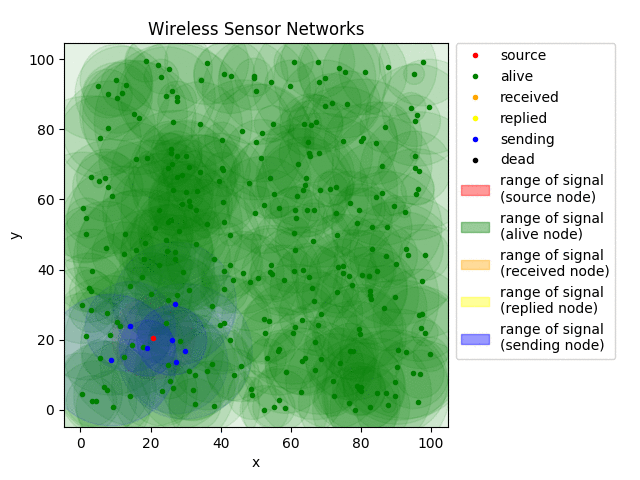 Wireless Sensor Networks
100
80
60
40
20
0
y
0
20
40
60
80
100
x
source
alive
received
replied
sending
dead
range of signal
(source node)
range of signal
(alive node)
range of signal
(received node)
range of signal
(replied node)
range of signal
(sending node)